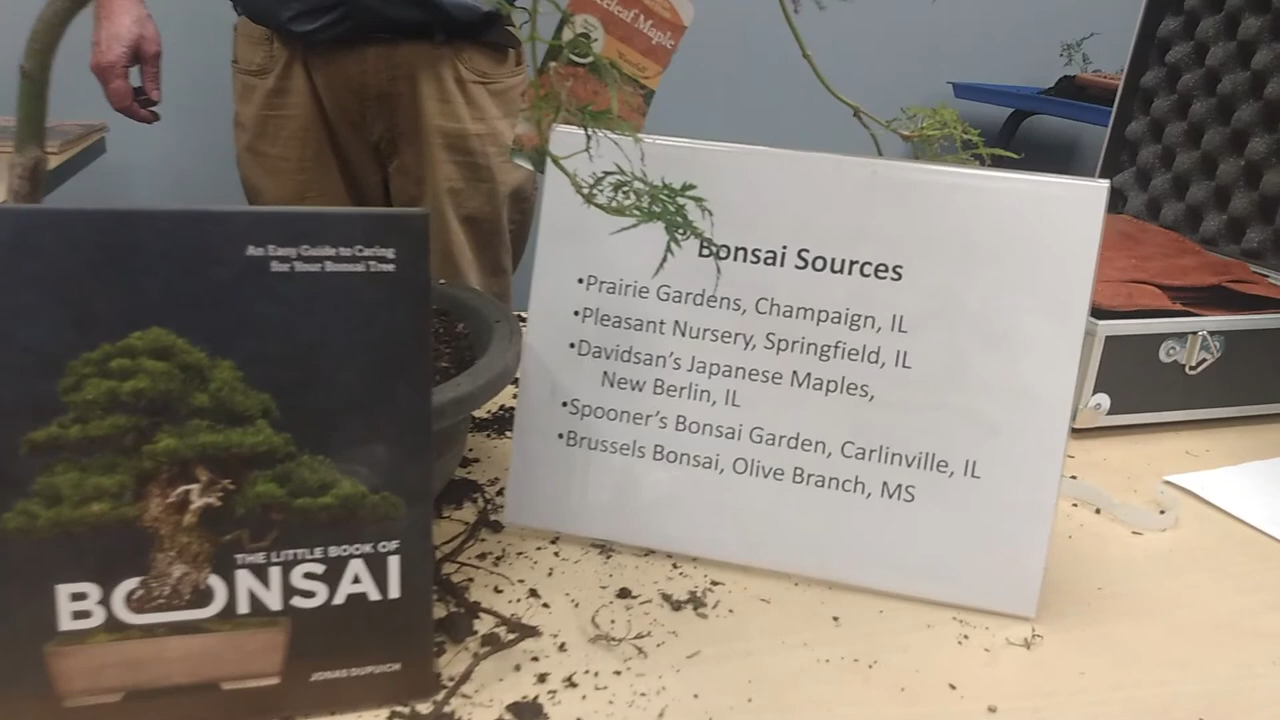 An Easy Guide to Caring
for Your Bonsai Tree
THE LITTLE BOOK OF
BONSAI
JONAS DUPUICH
Maple
Bonsai Sources
•Prairie Gardens, Champaign, IL
•Pleasant Nursery, Springfield, IL
•Davidsan's Japanese Maples,
New Berlin, IL
•Spooner's Bonsai Garden, Carlinville, IL
•Brussels Bonsai, Olive Branch, MS